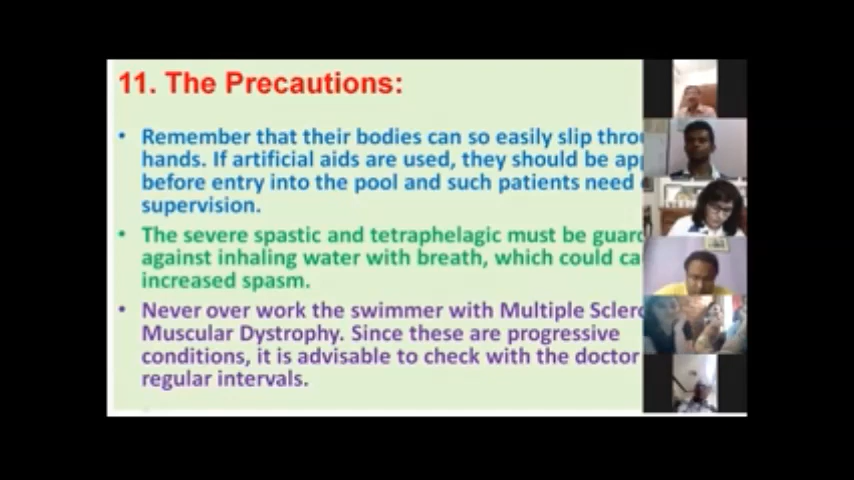 11. The Precautions:
• Remember that their bodies can so easily slip throu
hands. If artificial aids are used, they should be ap
before entry into the pool and such patients need
supervision.
• The severe spastic and tetraphelagic must be guar
against inhaling water with breath, which could ca
increased spasm.
• Never over work the swimmer with Multiple Sclero
Muscular Dystrophy. Since these are progressive
conditions, it is advisable to check with the doctor
regular intervals.